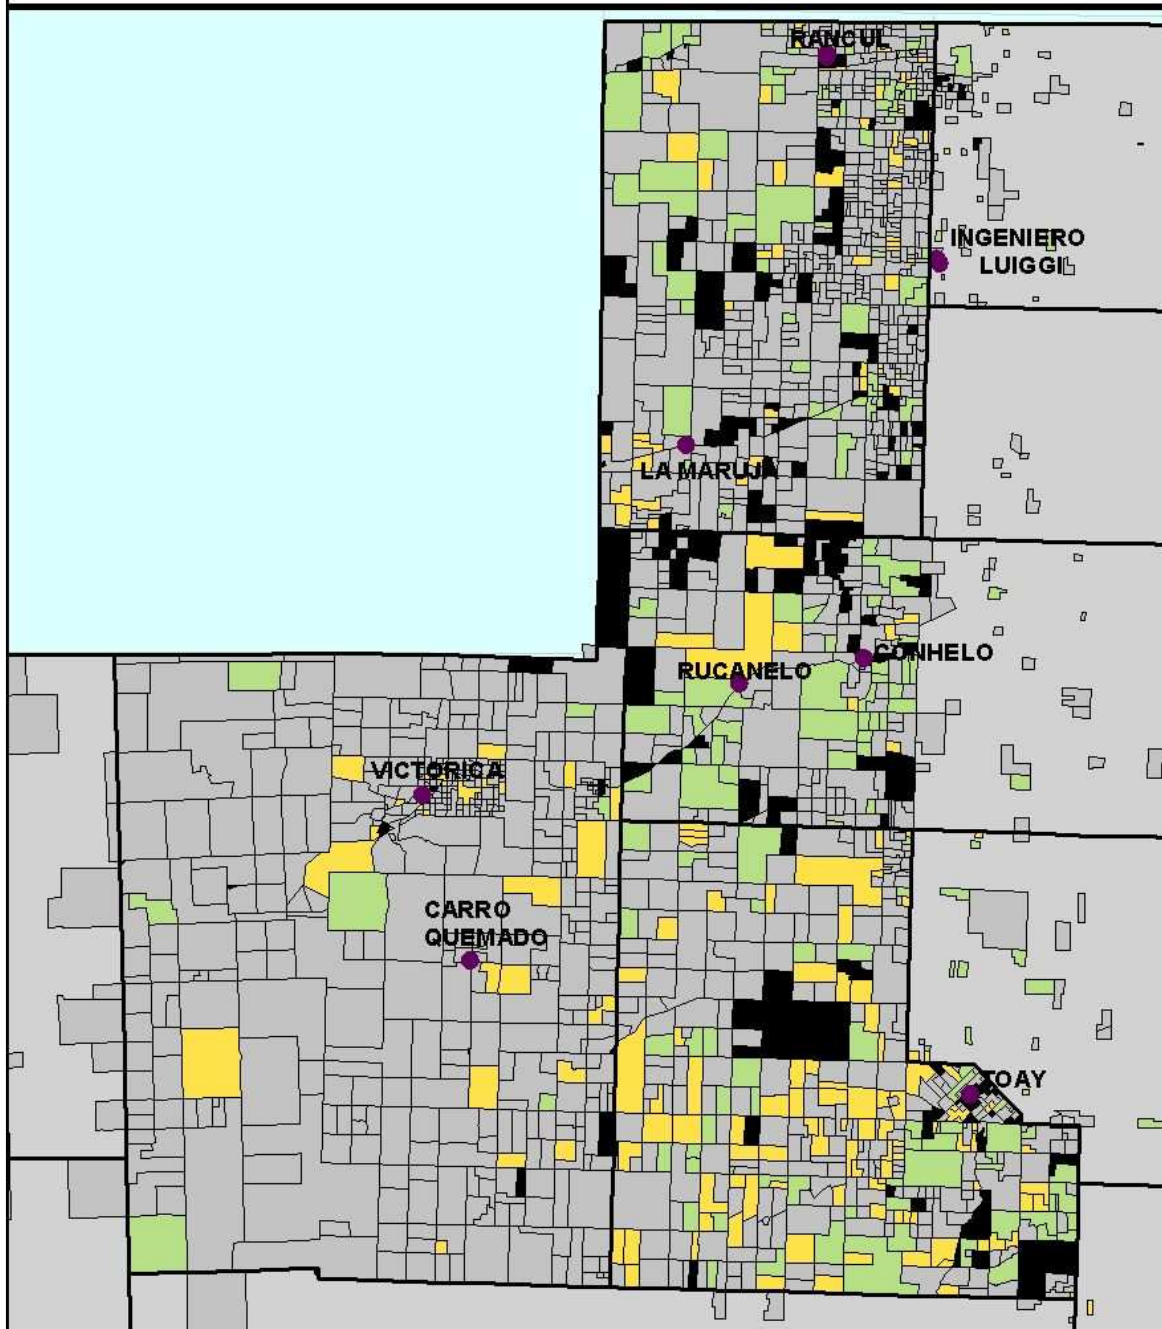 RANCUL
INGENIERO
LUIGGI
LA MARUJA
CONHELO
RUCANELO
VICTORICA
CARRO
QUEMADO
TOAY